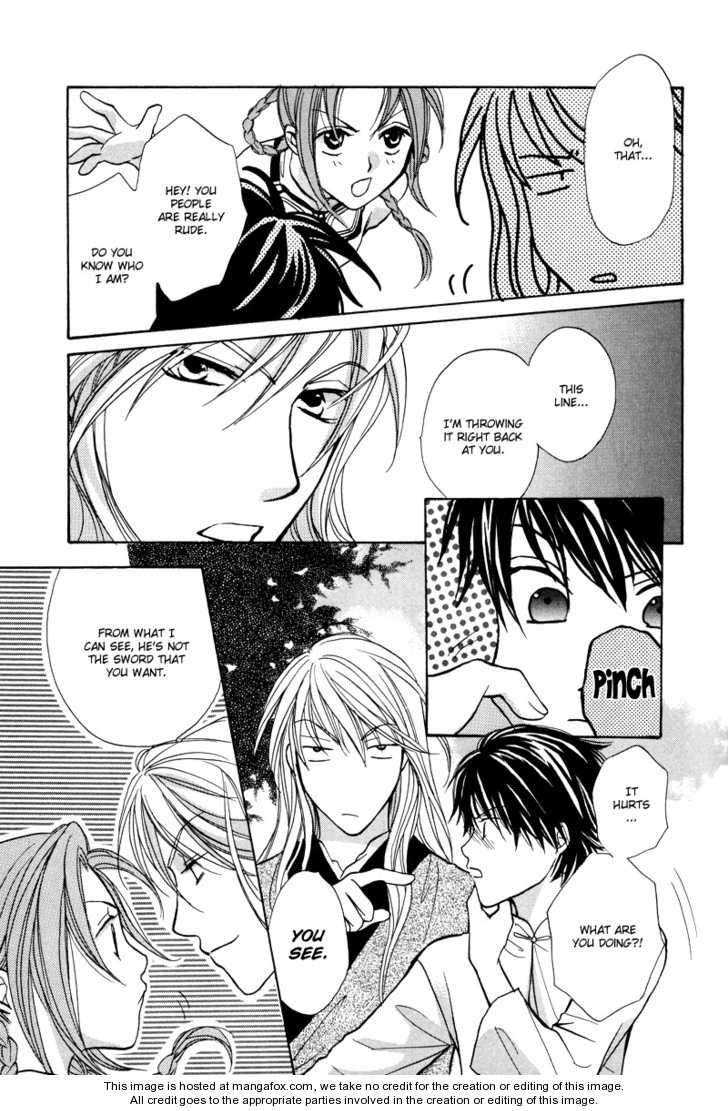 OH,
THAT...
HEY! YOU
PEOPLE
ARE REALLY
RUDE.
DO YOU
KNOW WHO
I AM?
THIS
LINE...
I'M THROWING
IT RIGHT BACK
AT YOU.
PINCH
IT
HURTS
...
WHAT ARE
YOU DOING?!
YOU
SEE.
FROM WHAT I
CAN SEE, HE'S NOT
THE SWORD THAT
YOU WANT.
This image is hosted at mangafox.com, we take no credit for the creation or editing of this image.
All credit goes to the appropriate parties involved in the creation or editing of this image.